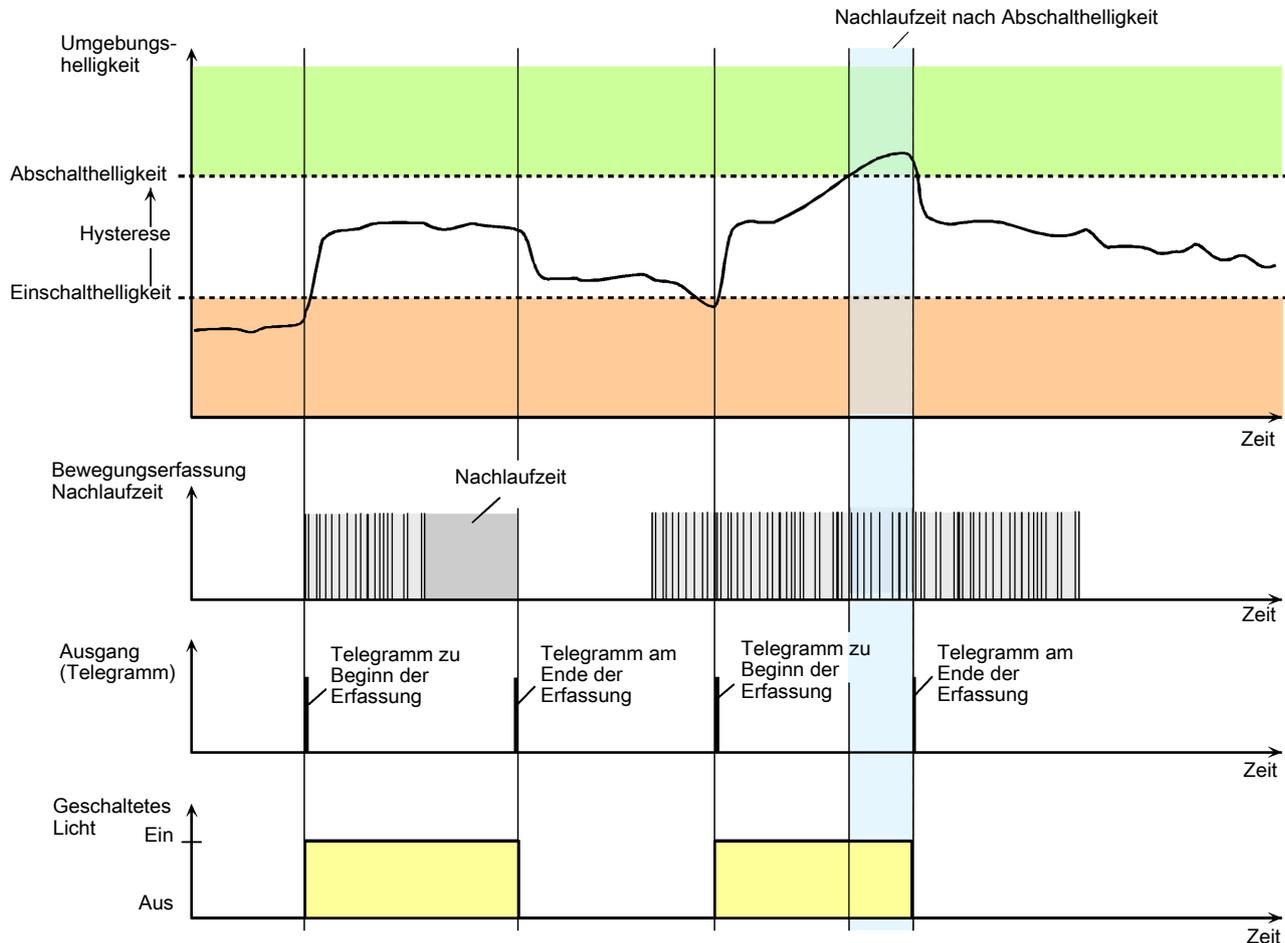 Nachlaufzeit nach Abschalthelligkeit
Umgebungs-
helligkeit
Abschalthelligkeit
Hysterese
Einschalthelligkeit
Zeit
Bewegungserfassung
Nachlaufzeit
Nachlaufzeit
Zeit
Ausgang
(Telegramm)
Telegramm zu
Beginn der
Erfassung
Telegramm am
Ende der
Erfassung
Telegramm zu
Beginn der
Erfassung
Telegramm am
Ende der
Erfassung
Zeit
Geschaltetes
Licht
Ein
Aus
Zeit